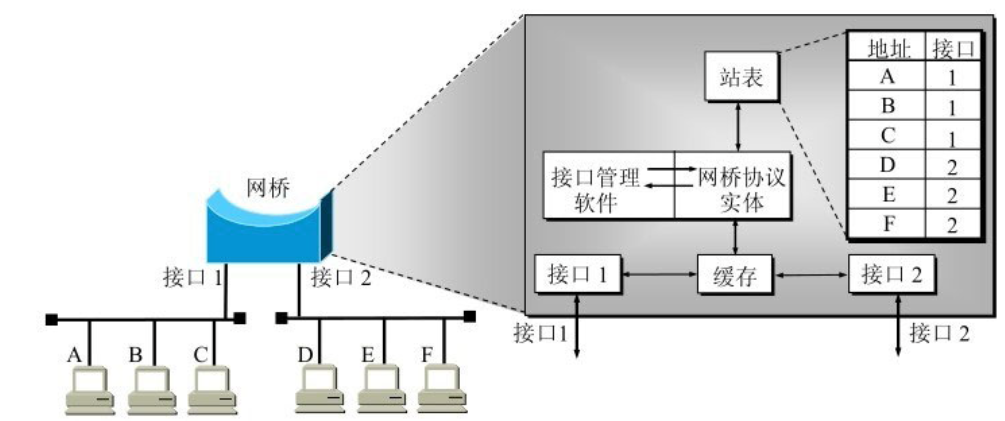 网桥
接口 1
接口 2
A
B
C
D
E
F
站表
接口管理
软件
网桥协议
实体
接口 1
缓存
接口 2
接口1
接口 2
地址 接口
A 1
B 1
C 1
D 2
E 2
F 2